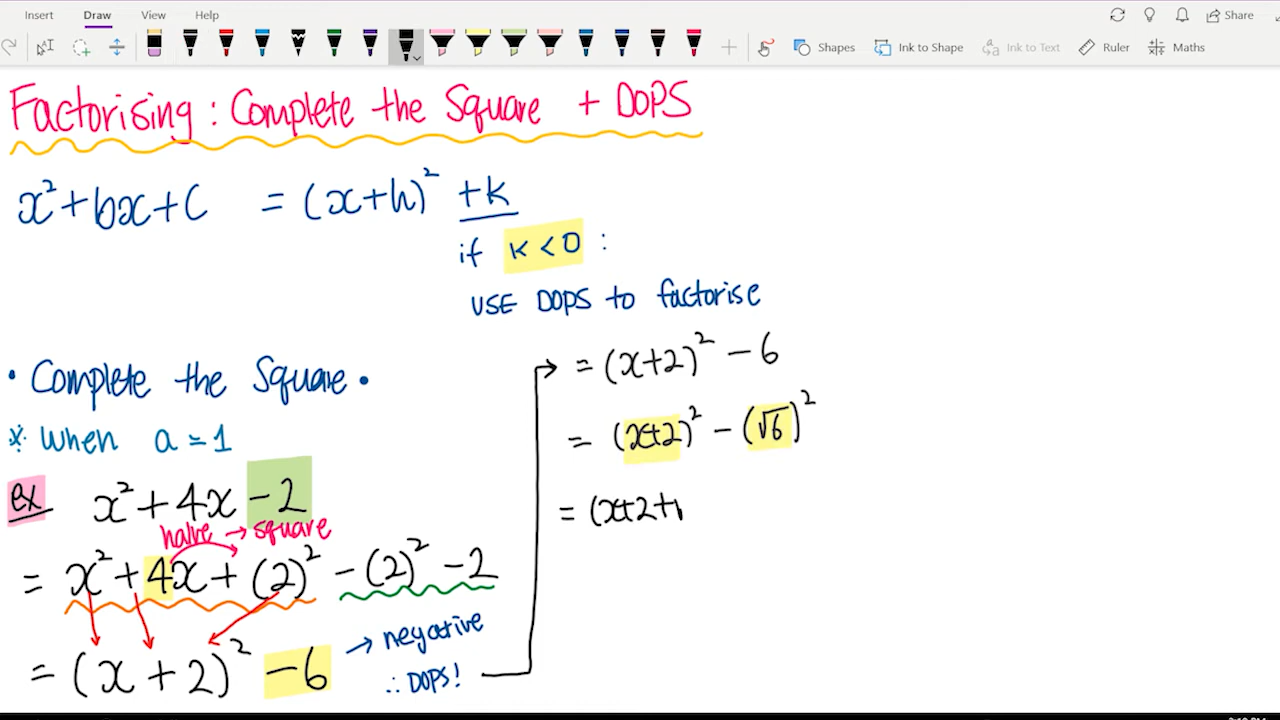 Insert Draw View Help Share
Shapes Ink to Shape Ink to Text Ruler Maths
Factorising: Complete the Square + DOPS
x² + bx + c = (x+h)² + k
if k < 0 :
USE DOPS to factorise
• Complete the Square •
* When a = 1
ex x² + 4x - 2
halve → square
= x² + 4x + (2)² - (2)² - 2
= (x + 2)² - 6 → negative
∴ DOPS!
→ = (x+2)² - 6
= (x+2)² - (√6)²
= (x+2+